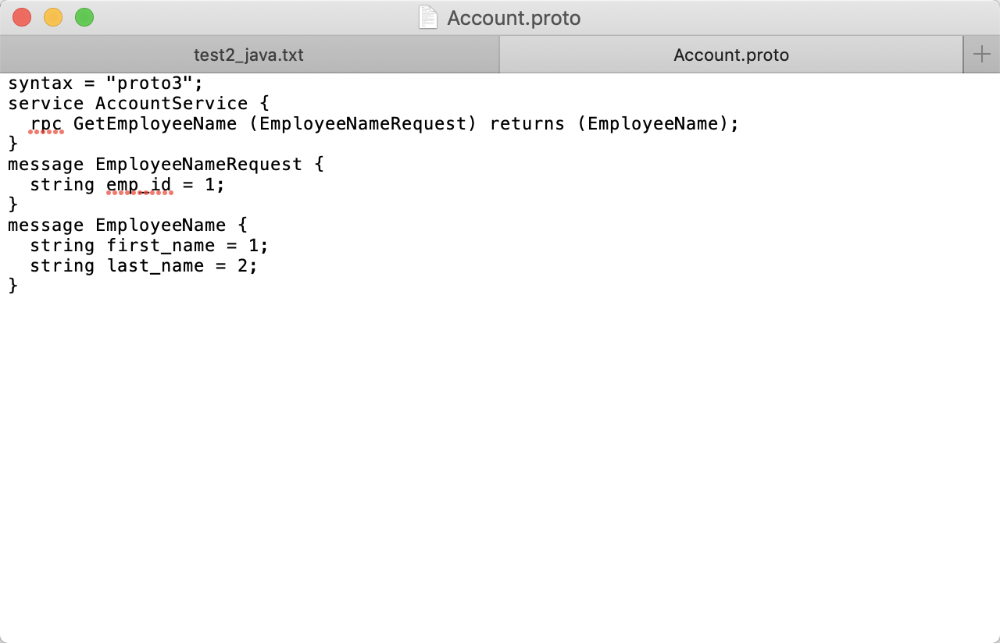 Account.proto
test2_java.txt
Account.proto
syntax = "proto3";
service AccountService {
  rpc GetEmployeeName (EmployeeNameRequest) returns (EmployeeName);
}
message EmployeeNameRequest {
  string emp_id = 1;
}
message EmployeeName {
  string first_name = 1;
  string last_name = 2;
}